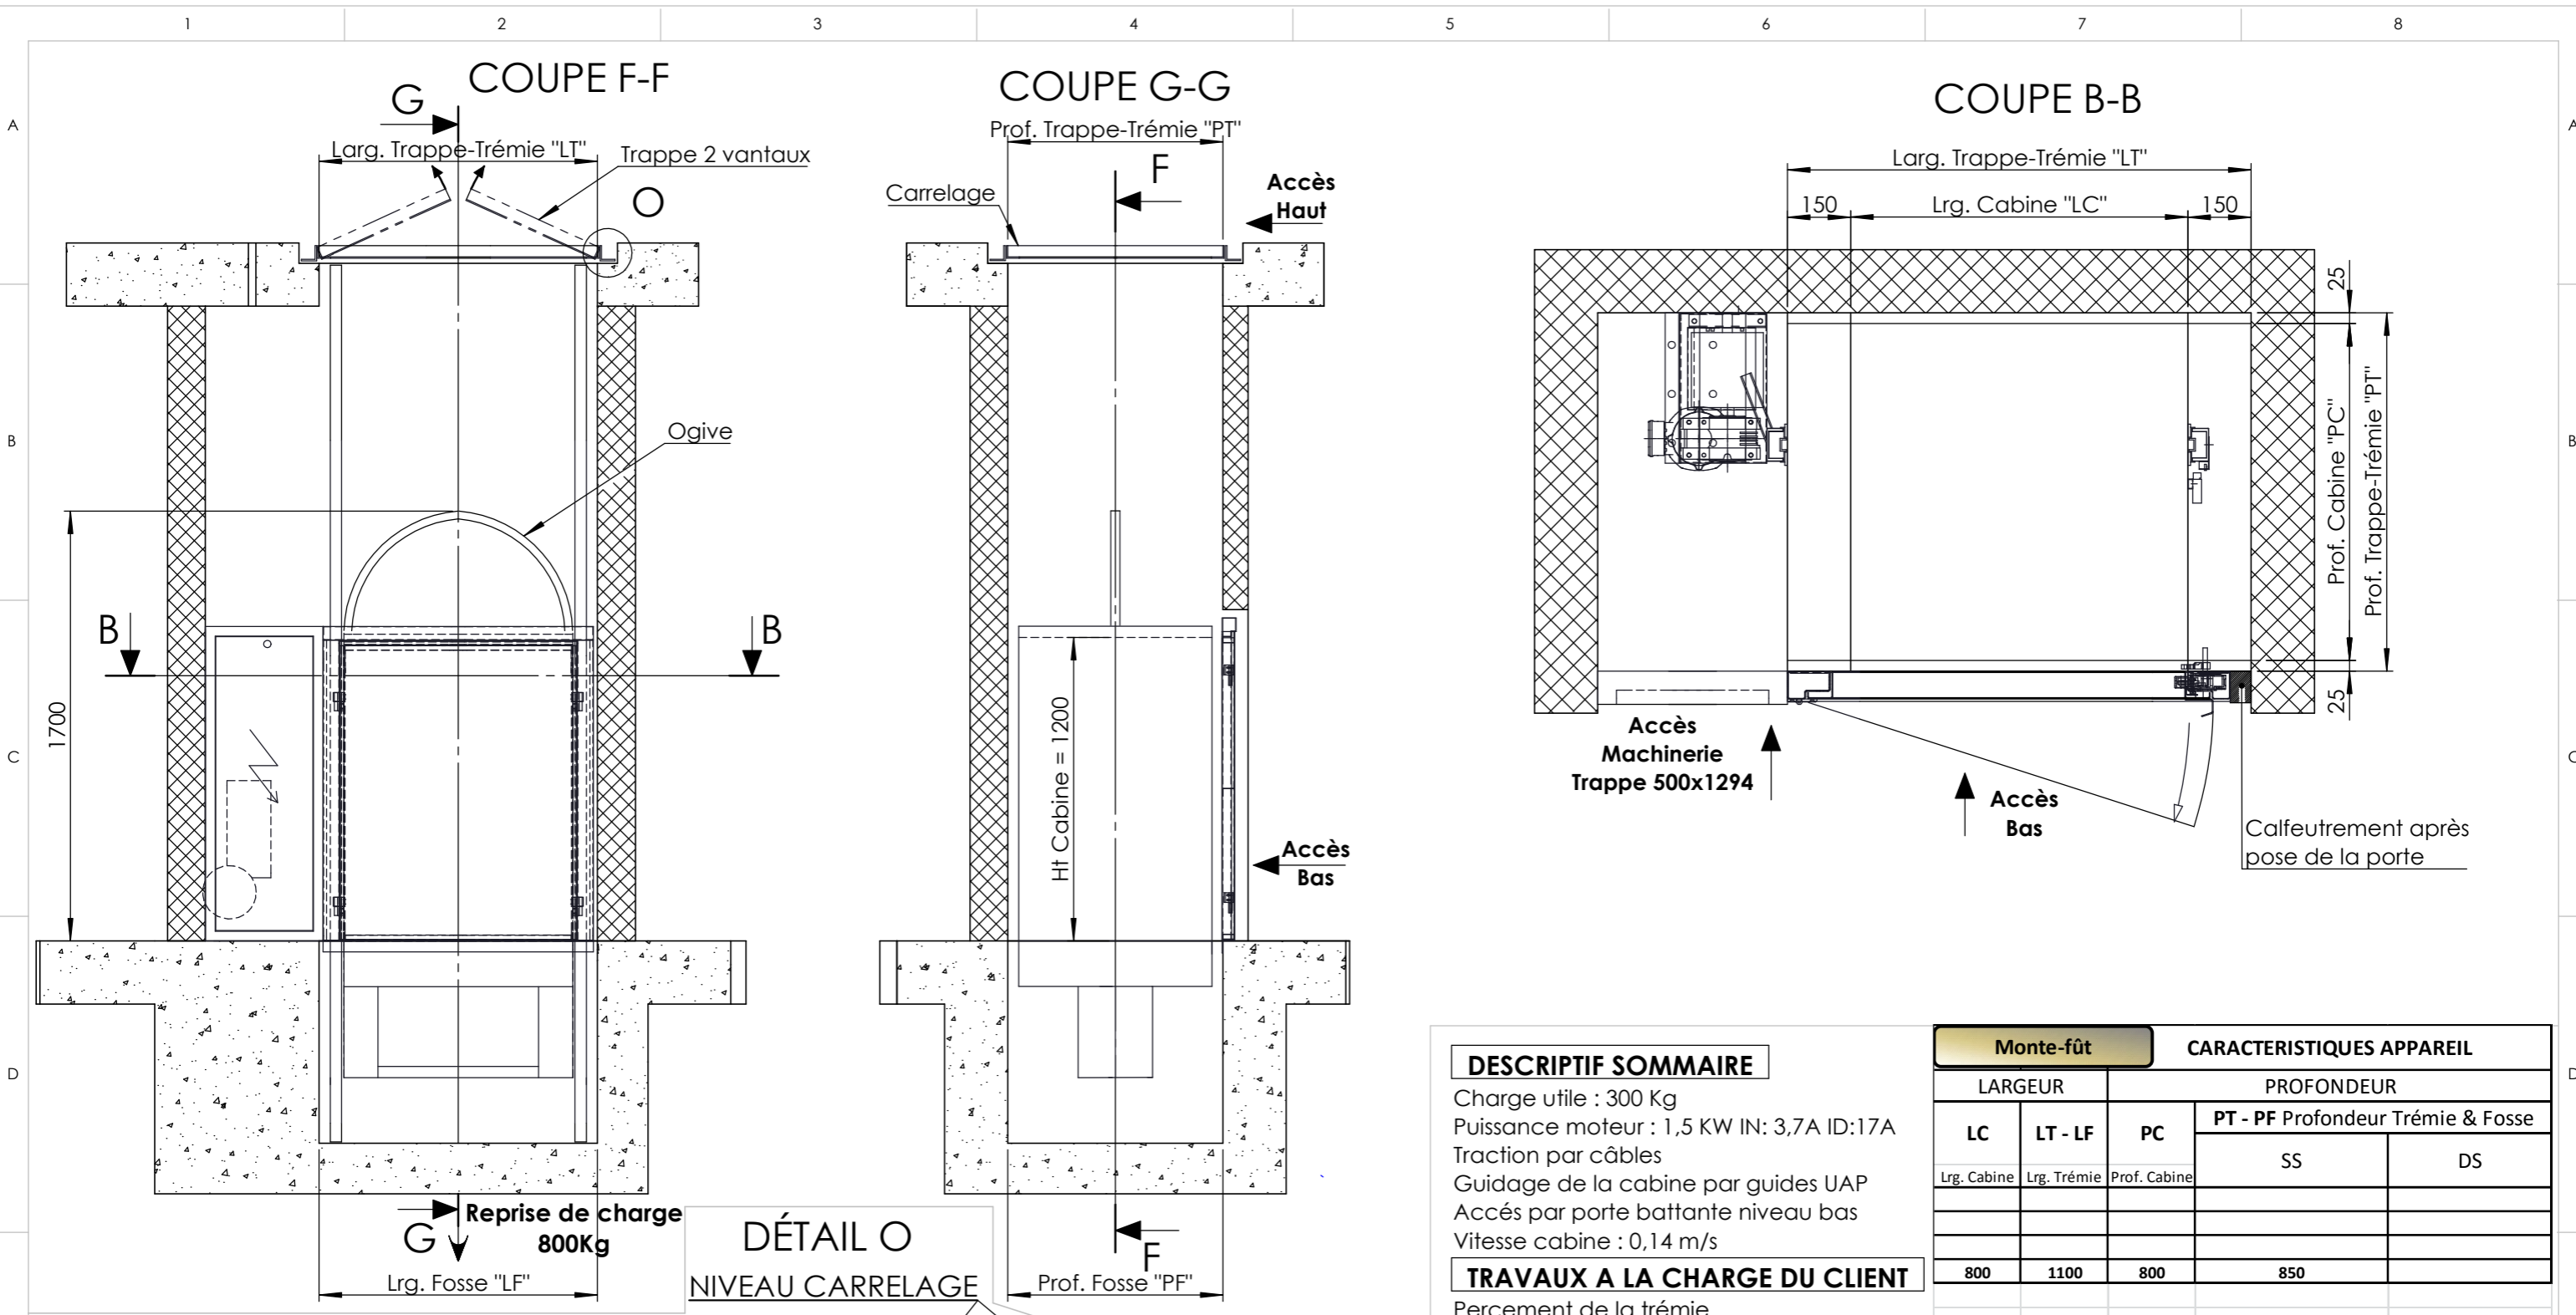 1 2 3 4 5 6 7 8
A
B
C
D
A
B
C
D
COUPE F-F
G
Larg. Trappe-Trémie "LT"
Trappe 2 vantaux
O
Ogive
B
B
1700
G
Reprise de charge
800Kg
Lrg. Fosse "LF"
DÉTAIL O
NIVEAU CARRELAGE
COUPE G-G
Prof. Trappe-Trémie "PT"
F
Carrelage
Accès
Haut
Ht Cabine = 1200
Accès
Bas
F
Prof. Fosse "PF"
COUPE B-B
Larg. Trappe-Trémie "LT"
150
Lrg. Cabine "LC"
150
25
Prof. Cabine "PC"
Prof. Trappe-Trémie "PT"
25
Accès
Machinerie
Trappe 500x1294
Accès
Bas
Calfeutrement après
pose de la porte
DESCRIPTIF SOMMAIRE
Charge utile : 300 Kg
Puissance moteur : 1,5 KW IN: 3,7A ID:17A
Traction par câbles
Guidage de la cabine par guides UAP
Accés par porte battante niveau bas
Vitesse cabine : 0,14 m/s
TRAVAUX A LA CHARGE DU CLIENT
Percement de la trémie
Monte-fût CARACTERISTIQUES APPAREIL
LARGEUR PROFONDEUR
LC LT - LF PC PT - PF Profondeur Trémie & Fosse
SS DS
Lrg. Cabine Lrg. Trémie Prof. Cabine
800 1100 800 850